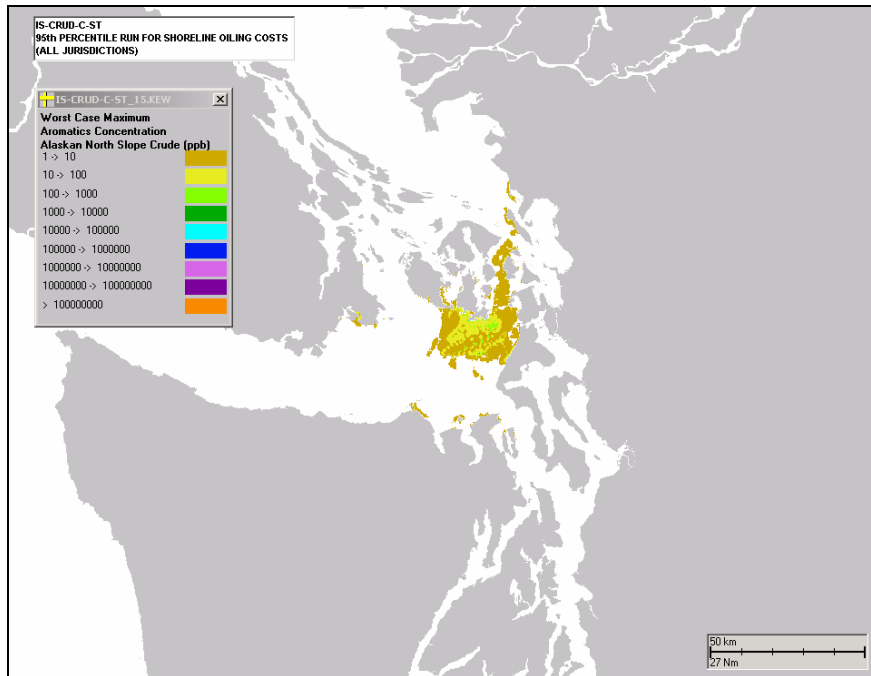 IS-CRUD-C-ST
95th PERCENTILE RUN FOR SHORELINE OILING COSTS
(ALL JURISDICTIONS)
IS-CRUD-C-ST_15.KEW
Worst Case Maximum
Aromatics Concentration
Alaskan North Slope Crude (ppb)
1 -> 10
10 -> 100
100 -> 1000
1000 -> 10000
10000 -> 100000
100000 -> 1000000
1000000 -> 10000000
10000000 -> 100000000
> 100000000
50 km
27 Nm